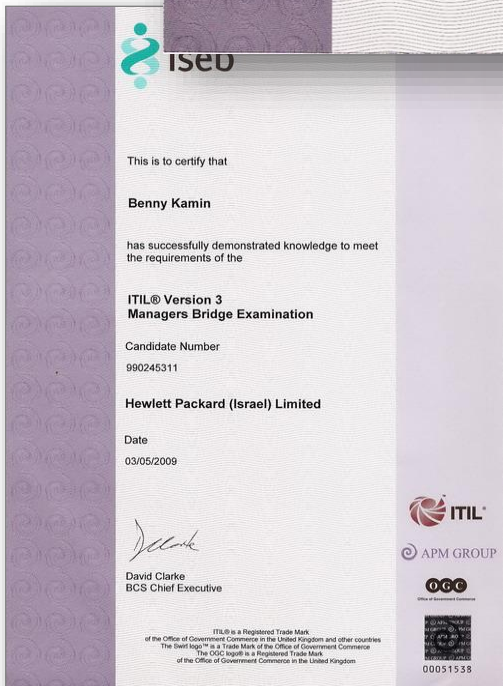 iseb
This is to certify that
Benny Kamin
has successfully demonstrated knowledge to meet
the requirements of the
ITIL® Version 3
Managers Bridge Examination
Candidate Number
990245311
Hewlett Packard (Israel) Limited
Date
03/05/2009
David Clarke
BCS Chief Executive
ITIL®
APM GROUP
OGC
Office of Government Commerce
00051538
ITIL® is a Registered Trade Mark
of the Office of Government Commerce in the United Kingdom and other countries
The Swirl logo™ is a Trade Mark of the Office of Government Commerce
The OGC logo® is a Registered Trade Mark
of the Office of Government Commerce in the United Kingdom